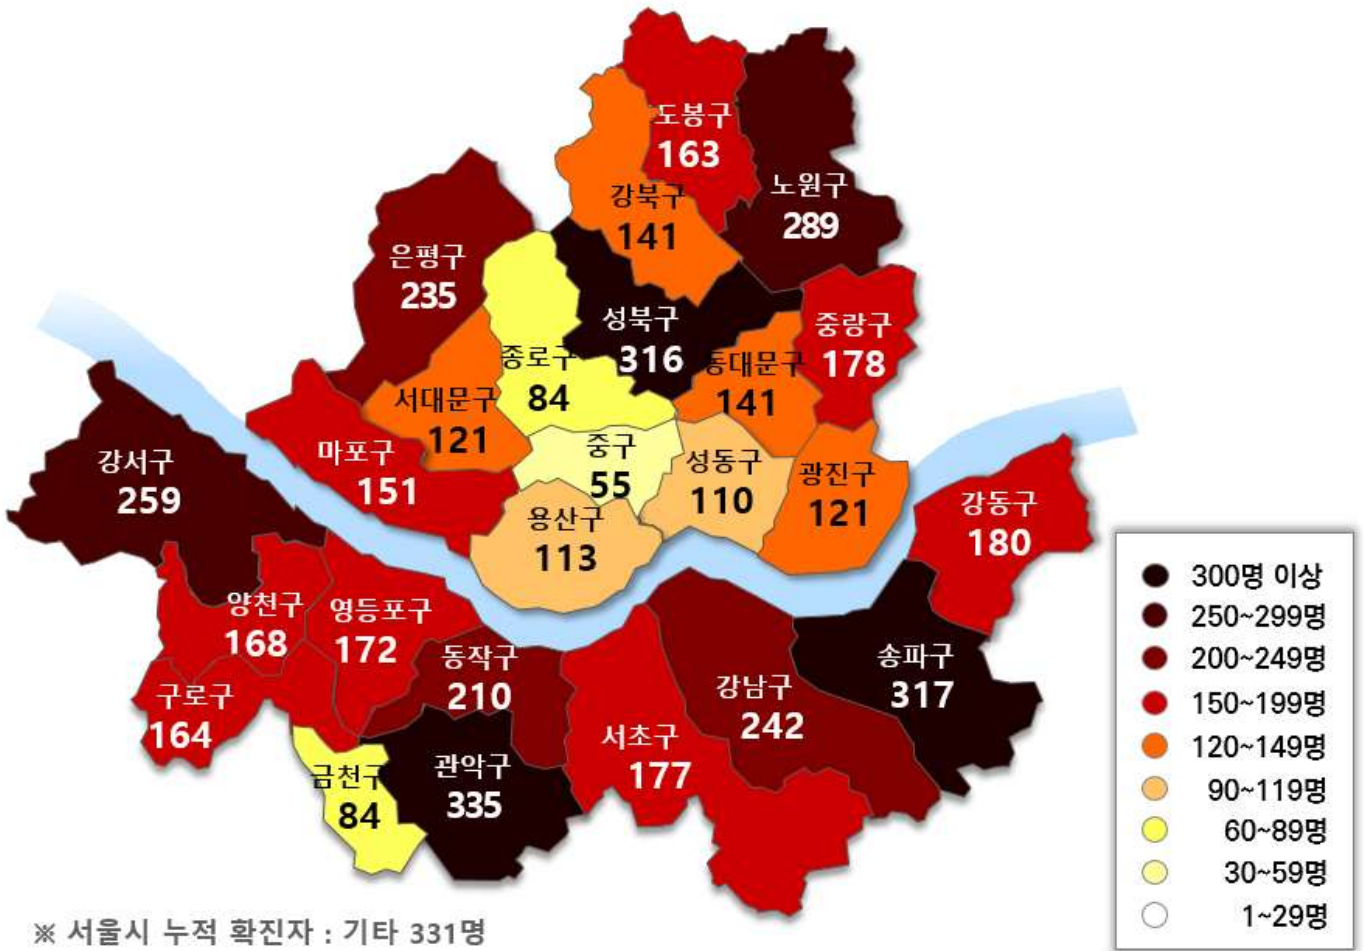 도봉구
163
노원구
289
강북구
141
은평구
235
성북구
316
중랑구
178
종로구
84
동대문구
141
서대문구
121
마포구
151
중구
55
성동구
110
광진구
121
강서구
259
용산구
113
강동구
180
양천구
168
영등포구
172
동작구
210
구로구
164
송파구
317
강남구
242
서초구
177
관악구
335
금천구
84
300명 이상
250~299명
200~249명
150~199명
120~149명
90~119명
60~89명
30~59명
1~29명
※ 서울시 누적 확진자 : 기타 331명